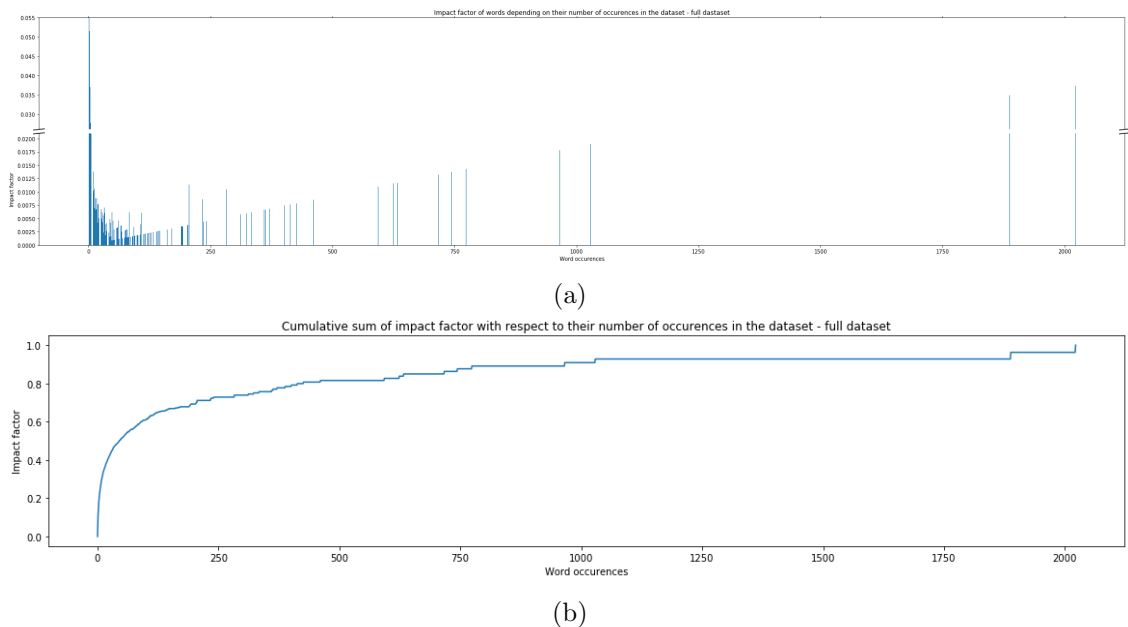 Impact factor of words depending on their number of occurences in the dataset - full dastaset
0.055
0.050
0.045
0.040
0.035
0.030
0.0200
0.0175
0.0150
0.0125
0.0100
0.0075
0.0050
0.0025
0.0000
Impact factor
0 250 500 750 1000 1250 1500 1750 2000
Word occurences
(a)
Cumulative sum of impact factor with respect to their number of occurences in the dataset - full dataset
1.0
0.8
0.6
0.4
0.2
0.0
Impact factor
0 250 500 750 1000 1250 1500 1750 2000
Word occurences
(b)